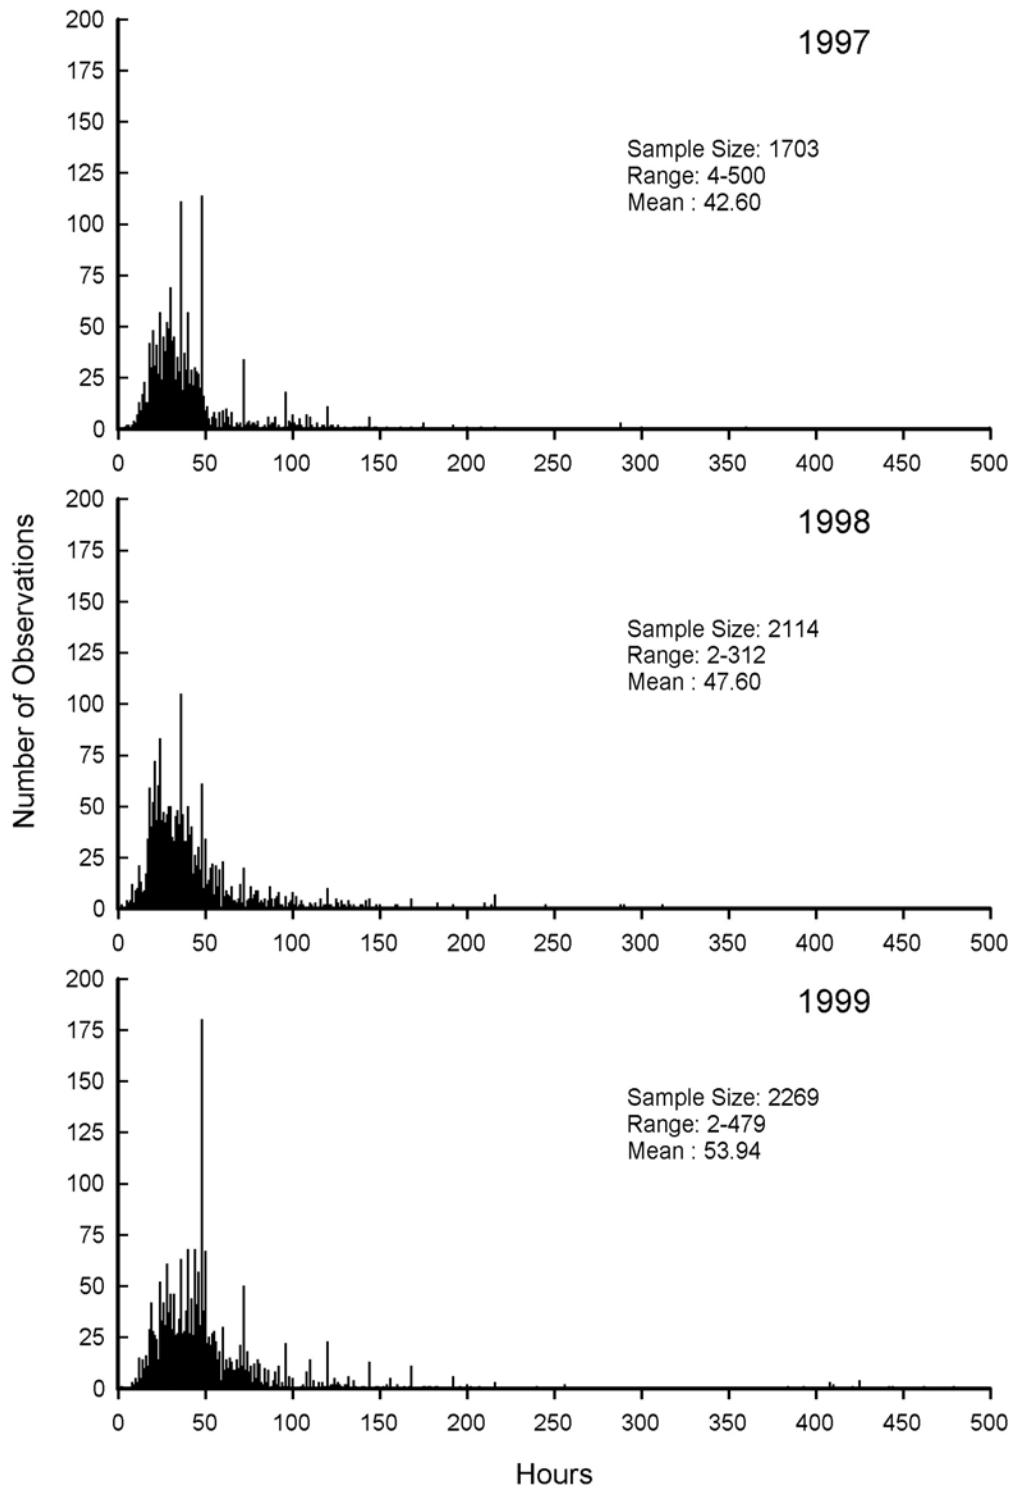 200
175
150
125
100
75
50
25
0
0 50 100 150 200 250 300 350 400 450 500
1997
Sample Size: 1703
Range: 4-500
Mean : 42.60
200
175
150
125
100
75
50
25
0
0 50 100 150 200 250 300 350 400 450 500
1998
Sample Size: 2114
Range: 2-312
Mean : 47.60
Number of Observations
200
175
150
125
100
75
50
25
0
0 50 100 150 200 250 300 350 400 450 500
1999
Sample Size: 2269
Range: 2-479
Mean : 53.94
Hours